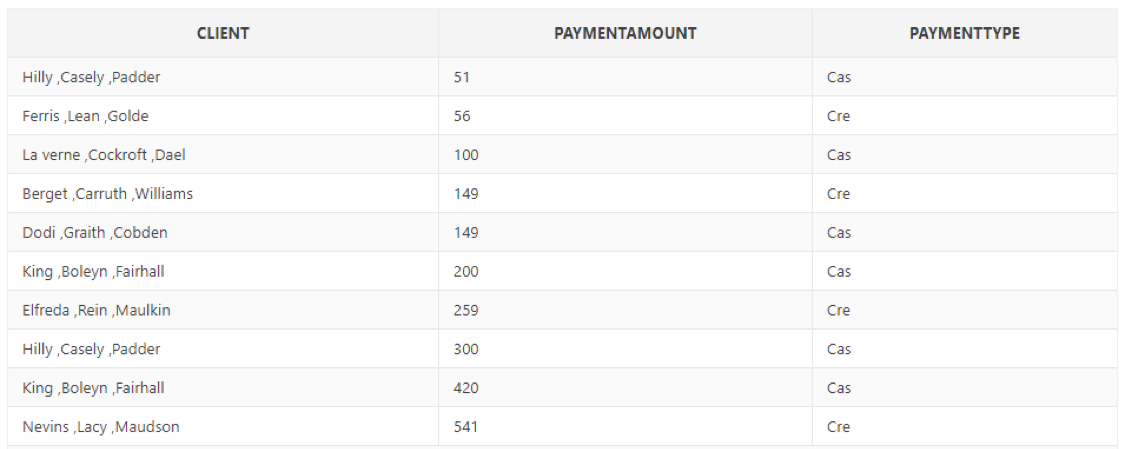 CLIENT PAYMENTAMOUNT PAYMENTTYPE
Hilly ,Casely ,Padder 51 Cas
Ferris ,Lean ,Golde 56 Cre
La verne ,Cockroft ,Dael 100 Cas
Berget ,Carruth ,Williams 149 Cre
Dodi ,Graith ,Cobden 149 Cas
King ,Boleyn ,Fairhall 200 Cas
Elfreda ,Rein ,Maulkin 259 Cre
Hilly ,Casely ,Padder 300 Cas
King ,Boleyn ,Fairhall 420 Cas
Nevins ,Lacy ,Maudson 541 Cre